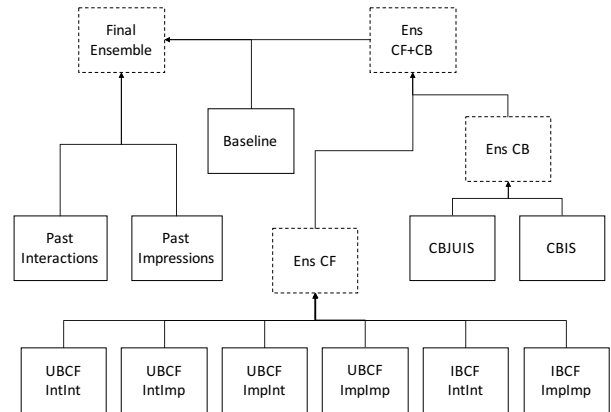 Final
Ensemble
Ens
CF+CB
Baseline
Ens CB
Past
Interactions
Past
Impressions
Ens CF
CBJUIS
CBIS
UBCF
IntInt
UBCF
IntImp
UBCF
ImpInt
UBCF
ImpImp
IBCF
IntInt
IBCF
ImpImp